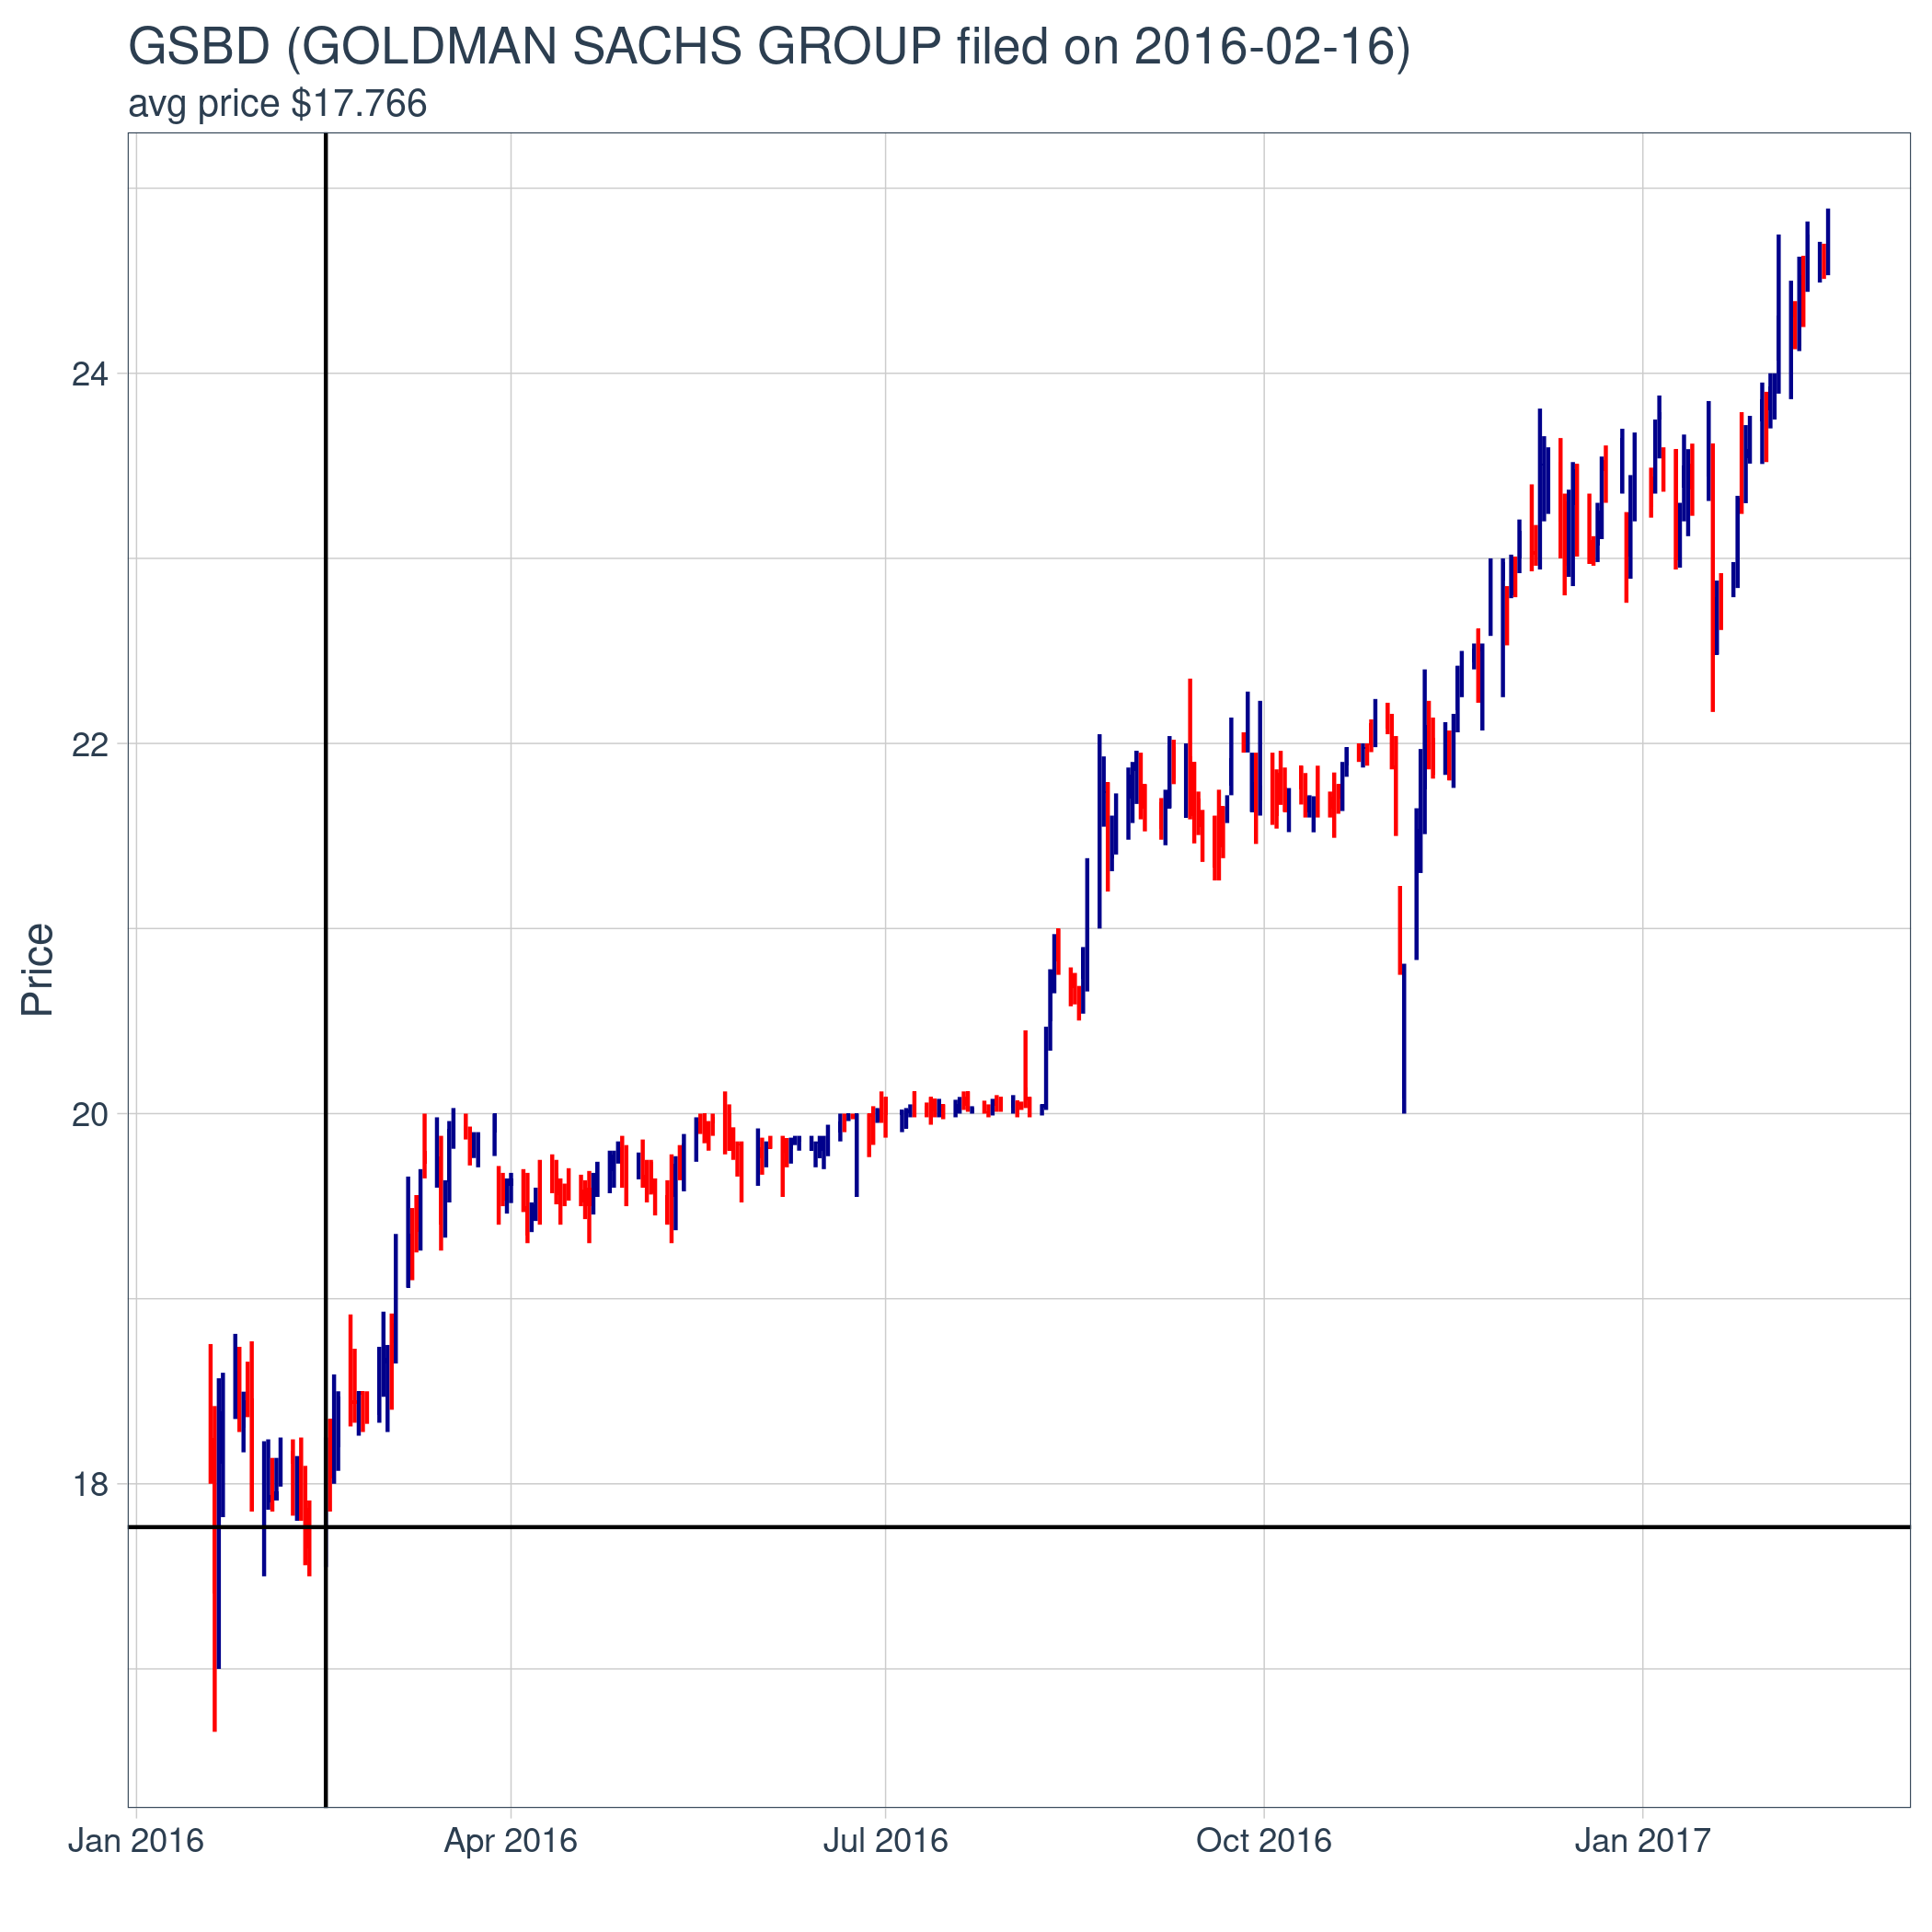 GSBD (GOLDMAN SACHS GROUP filed on 2016-02-16)
avg price $17.766
24
22
20
18
Price
Jan 2016 Apr 2016 Jul 2016 Oct 2016 Jan 2017